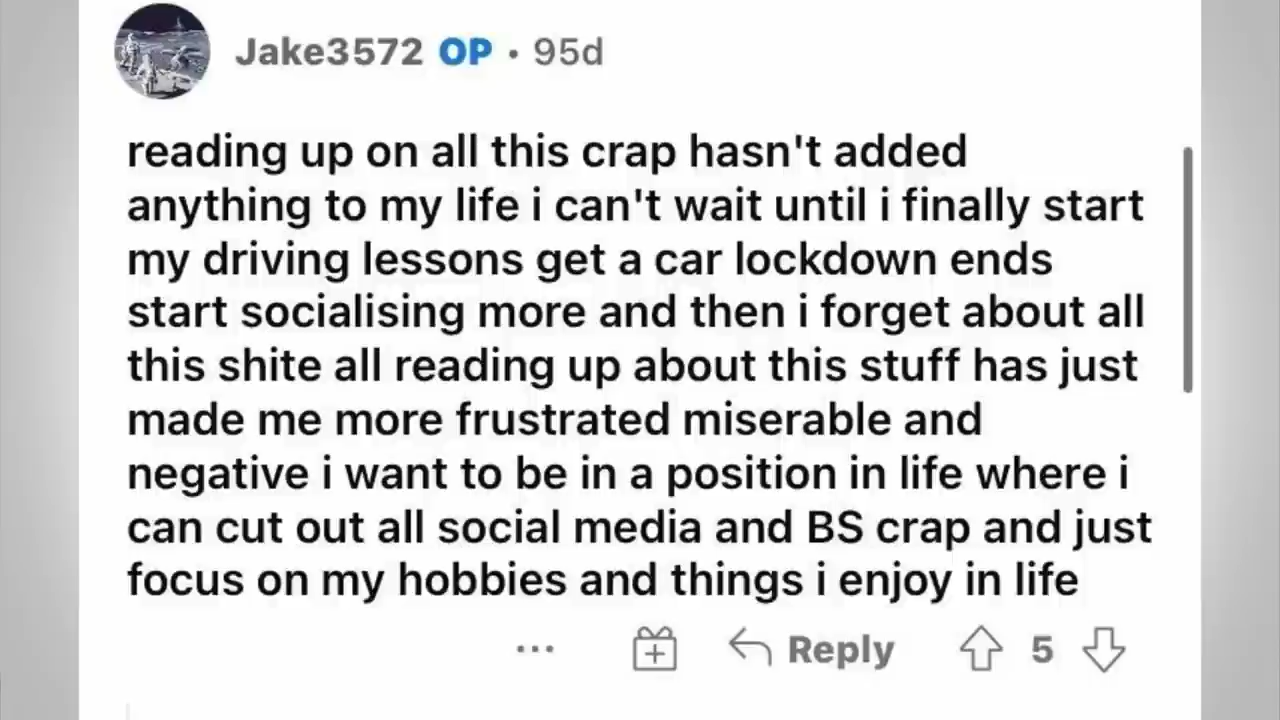 Jake3572 OP • 95d
reading up on all this crap hasn't added
anything to my life i can't wait until i finally start
my driving lessons get a car lockdown ends
start socialising more and then i forget about all
this shite all reading up about this stuff has just
made me more frustrated miserable and
negative i want to be in a position in life where i
can cut out all social media and BS crap and just
focus on my hobbies and things i enjoy in life
... Reply 5